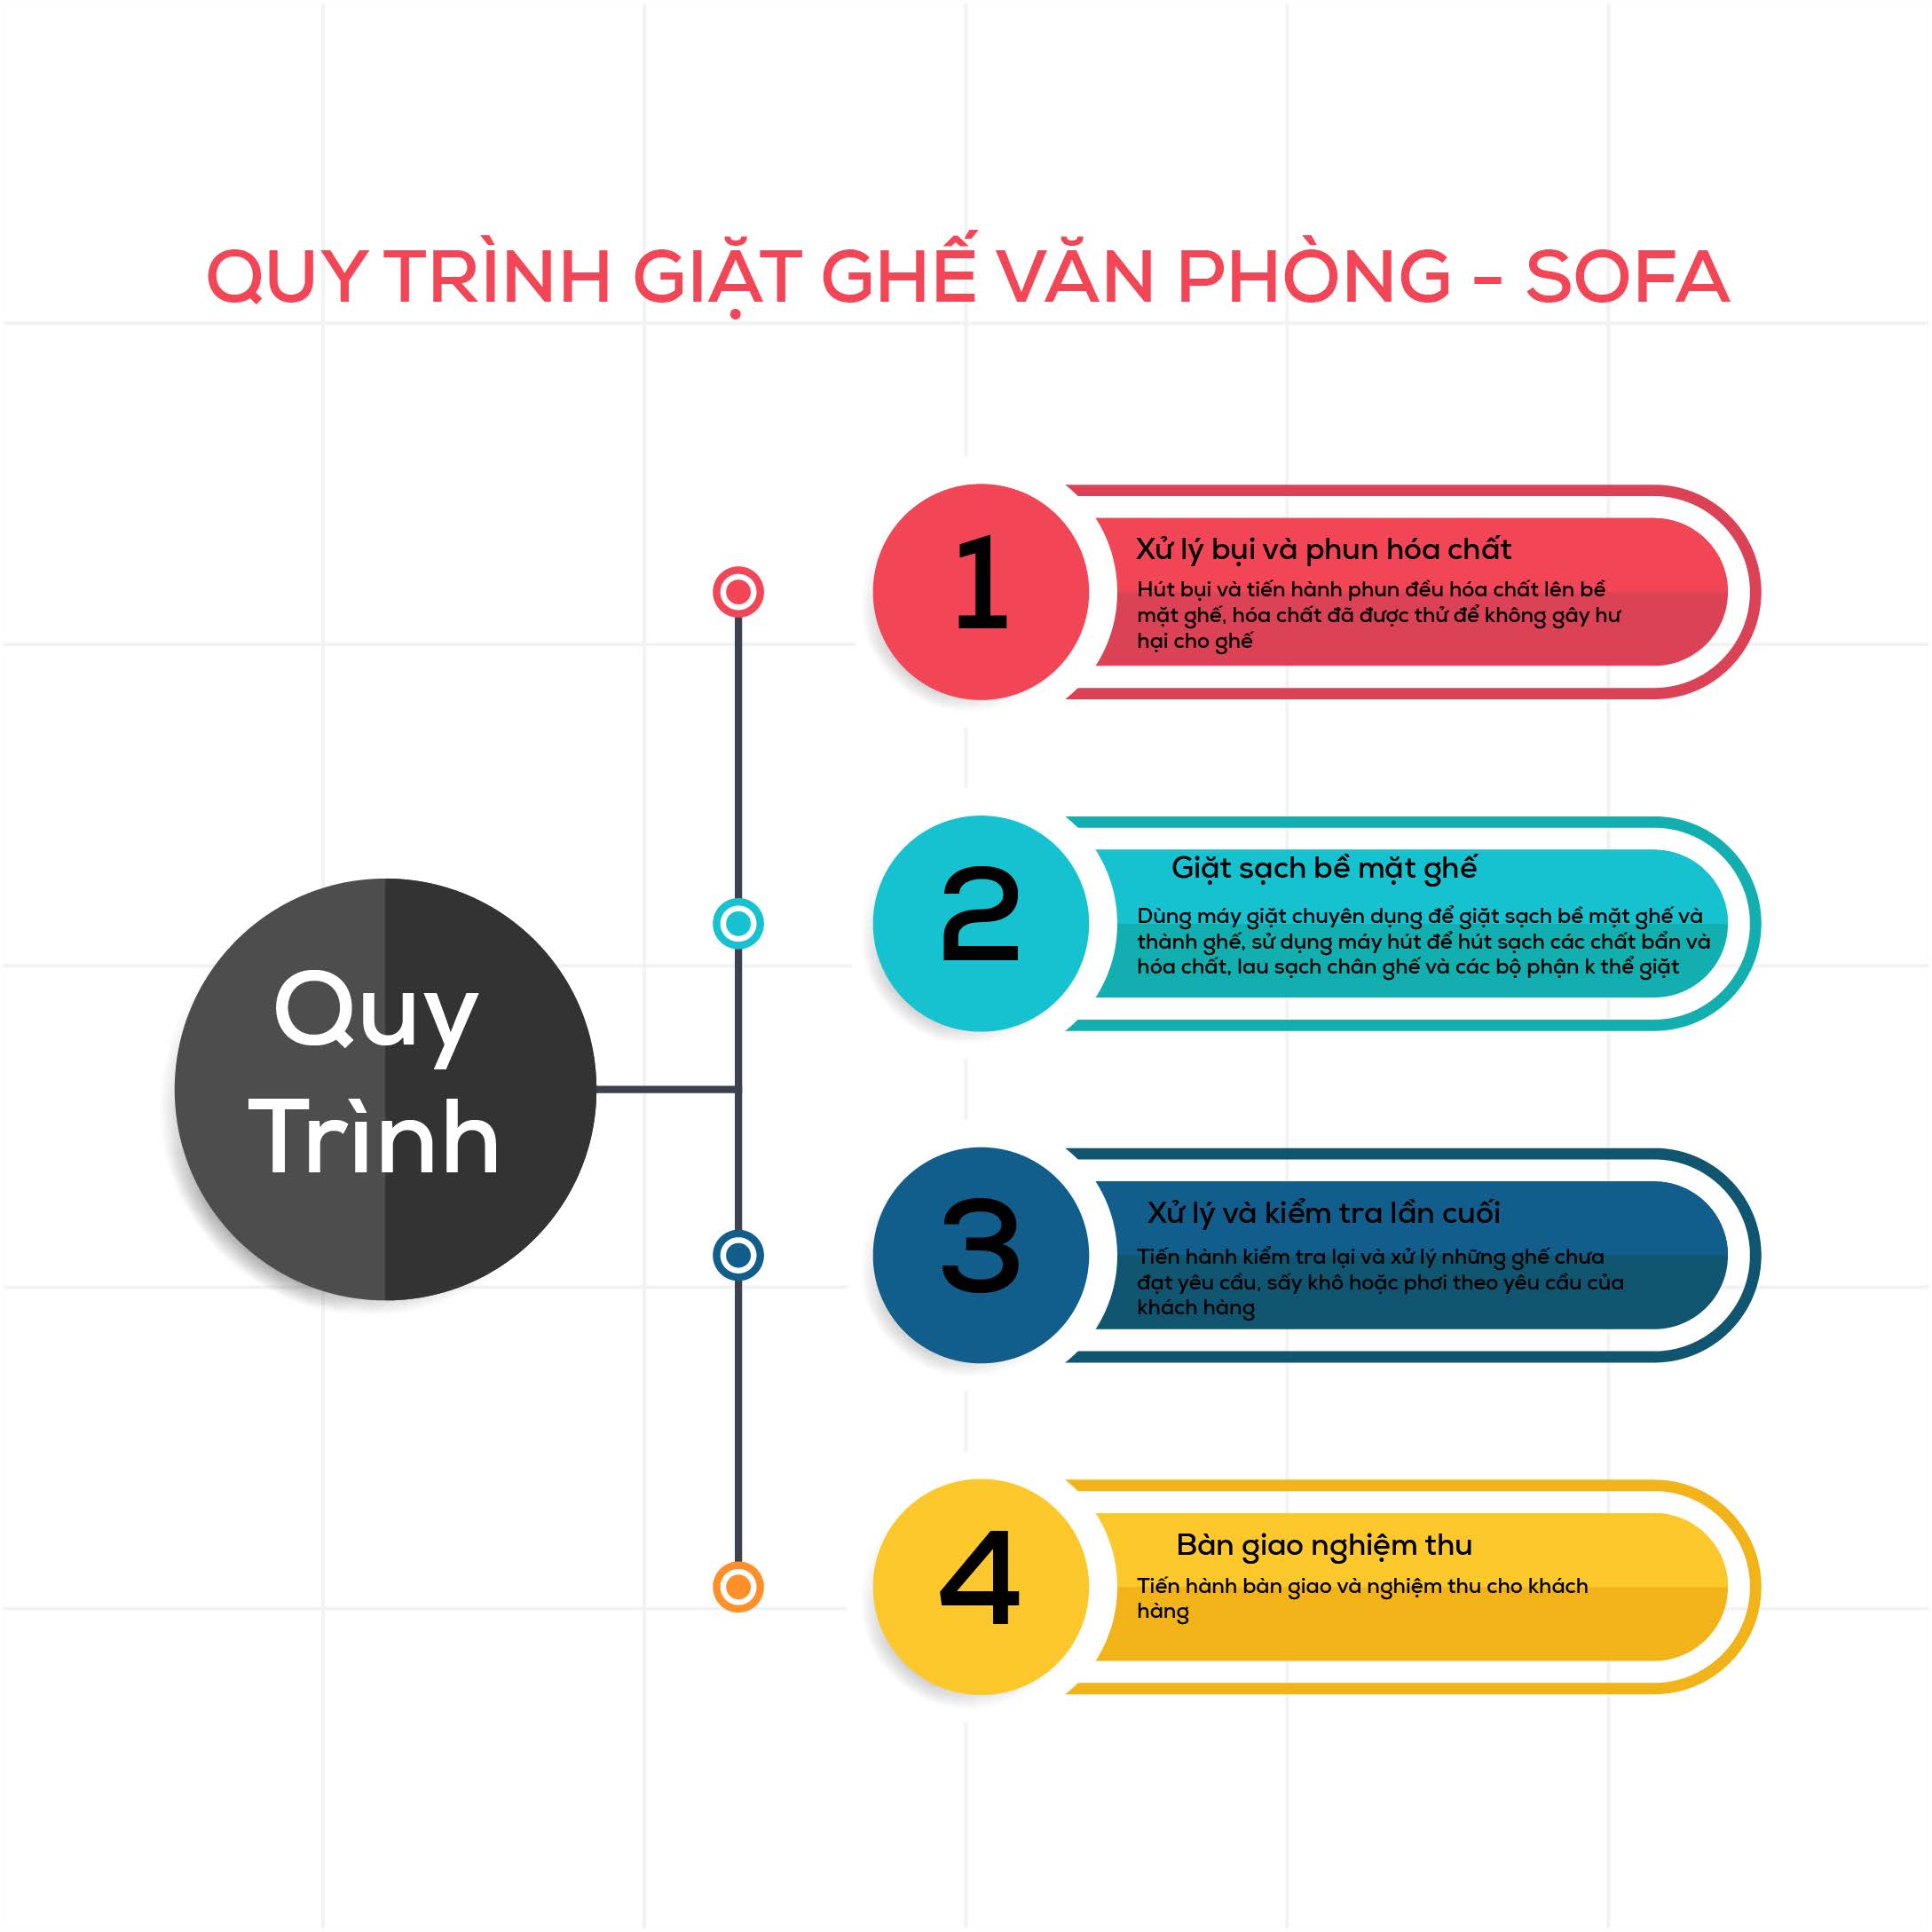 QUY TRÌNH GIẶT GHẾ VĂN PHÒNG - SOFA
Quy
Trình
1
Xử lý bụi và phun hóa chất
Hút bụi và tiến hành phun đều hóa chất lên bề
mặt ghế, hóa chất đã được thử để không gây hư
hại cho ghế
2
Giặt sạch bề mặt ghế
Dùng máy giặt chuyên dụng để giặt sạch bề mặt ghế và
thành ghế, sử dụng máy hút để hút sạch các chất bẩn và
hóa chất, lau sạch chân ghế và các bộ phận k thể giặt
3
Xử lý và kiểm tra lần cuối
Tiến hành kiểm tra lại và xử lý những ghế chưa
đạt yêu cầu, sấy khô hoặc phơi theo yêu cầu của
khách hàng
4
Bàn giao nghiệm thu
Tiến hành bàn giao và nghiệm thu cho khách
hàng